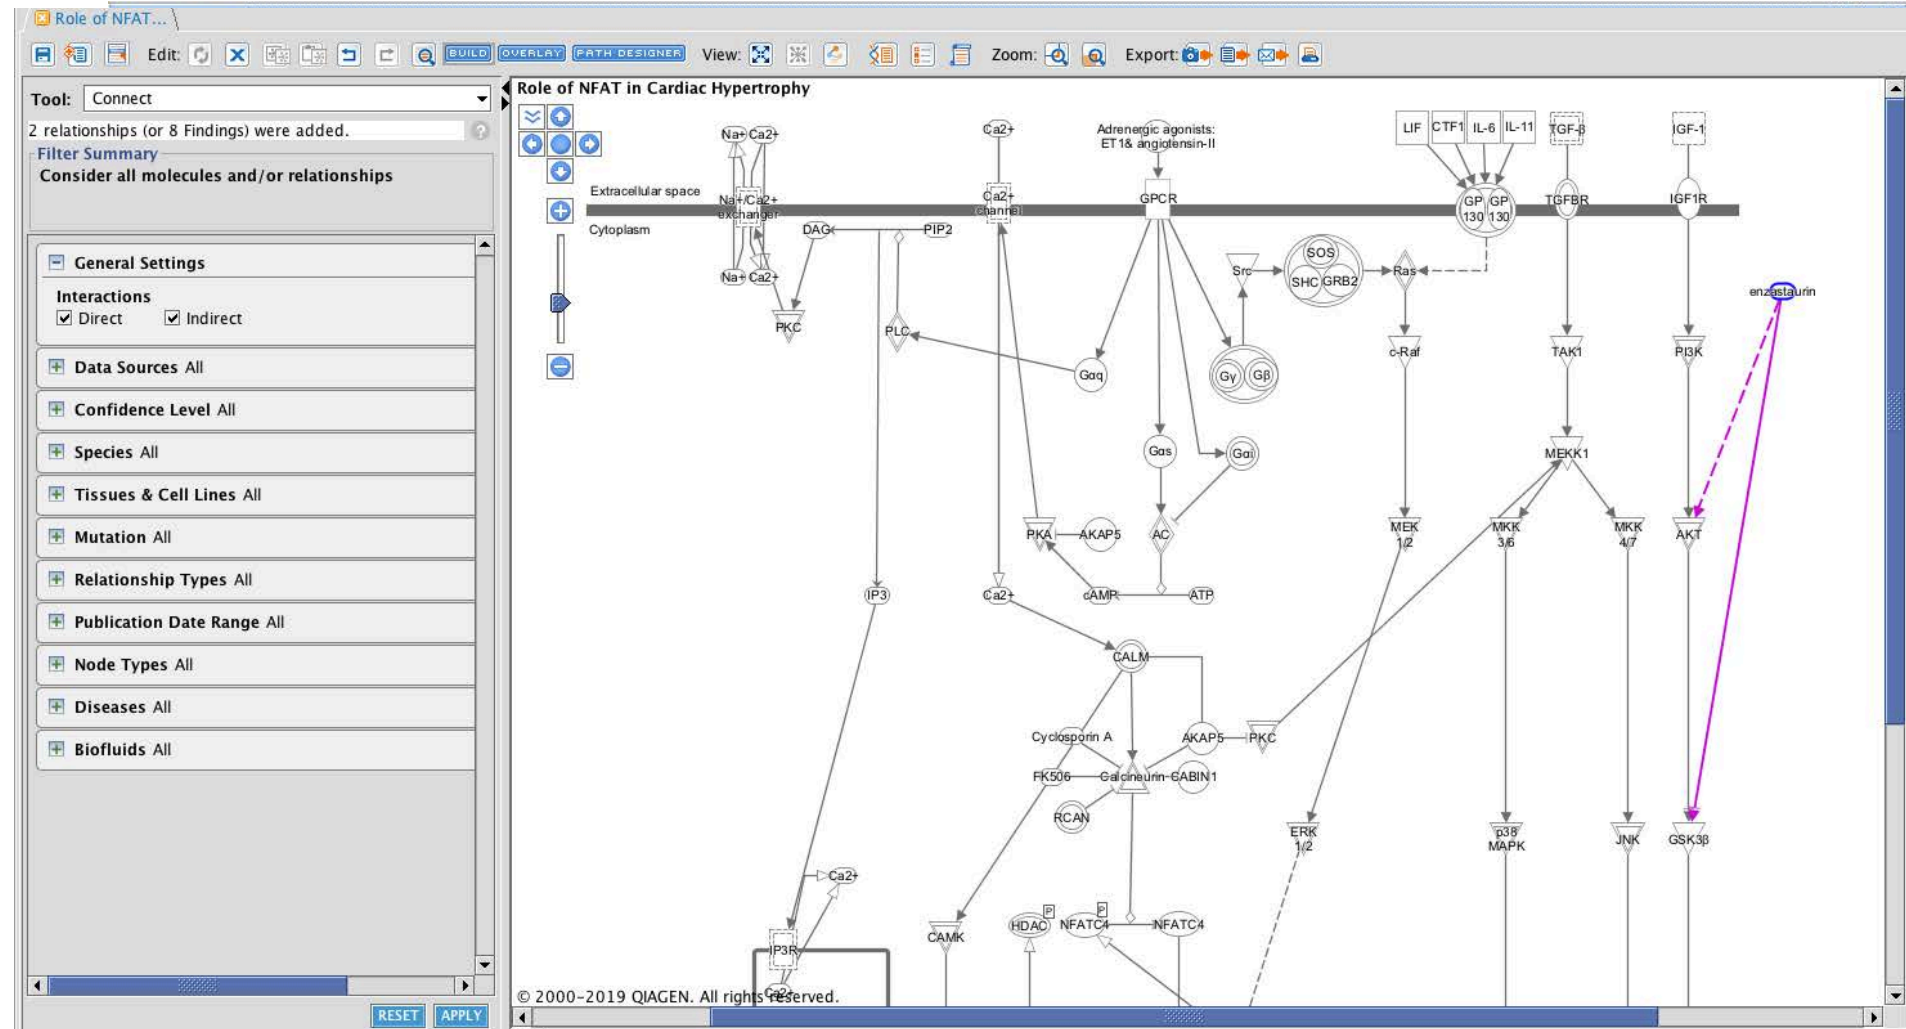 Role of NFAT...
Edit: BUILD OVERLAY PATH DESIGNER View: Zoom: Export:
Tool: Connect
2 relationships (or 8 Findings) were added.
Filter Summary
Consider all molecules and/or relationships
General Settings
Interactions
Direct Indirect
Data Sources All
Confidence Level All
Species All
Tissues & Cell Lines All
Mutation All
Relationship Types All
Publication Date Range All
Node Types All
Diseases All
Biofluids All
RESET APPLY
Role of NFAT in Cardiac Hypertrophy
Na+ Ca2+
Ca2+
Adrenergic agonists:
ET1& angiotensin-II
LIF CTF1 IL-6 IL-11 TGF-β IGF-1
Extracellular space
Na+/Ca2+
exchanger
Ca2+
channel
GPCR
GP
130
GP
130
TGFBR
IGF1R
Cytoplasm
DAG PIP2
Na+ Ca2+
Src
SOS
SHC GRB2
Ras
enzastaurin
PKC
PLC
c-Raf
TAK1
PI3K
Gαq
Gγ Gβ
Gαs
Gαi
MEKK1
PKA AKAP5 AC
MEK
1/2
MKK
3/6
MKK
4/7
AKT
IP3
Ca2+
cAMP ATP
CALM
Cyclosporin A
AKAP5 PKC
FK506 Calcineurin CABIN1
RCAN
ERK
1/2
p38
MAPK
JNK
GSK3β
Ca2+
P
P
HDAC NFATC4 NFATC4
CAMK
IP3R
Ca2+
© 2000-2019 QIAGEN. All rights reserved.